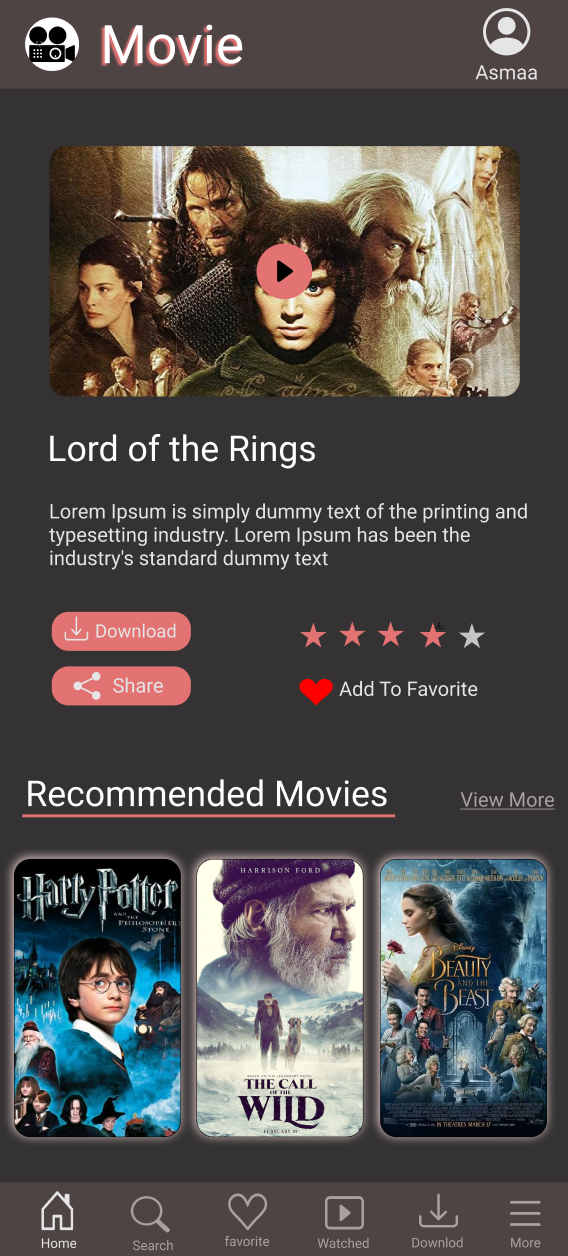 Movie
Asmaa
Lord of the Rings
Lorem Ipsum is simply dummy text of the printing and
typesetting industry. Lorem Ipsum has been the
industry's standard dummy text
Download
Share
Add To Favorite
Recommended Movies
View More
Harry Potter
AND THE
PHILOSOPHER'S
STONE
HARRISON FORD
THE CALL
OF THE
WILD
Disney
BEAUTY
AND THE
BEAST
IN THEATRES MARCH 17
Home
Search
favorite
Watched
Downlod
More